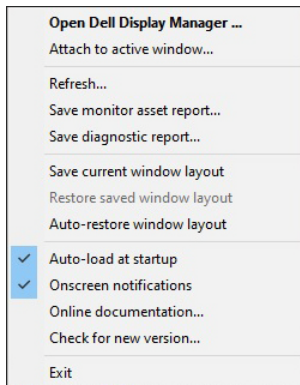 Open Dell Display Manager ...
Attach to active window...
Refresh...
Save monitor asset report...
Save diagnostic report...
Save current window layout
Restore saved window layout
Auto-restore window layout
Auto-load at startup
Onscreen notifications
Online documentation...
Check for new version...
Exit